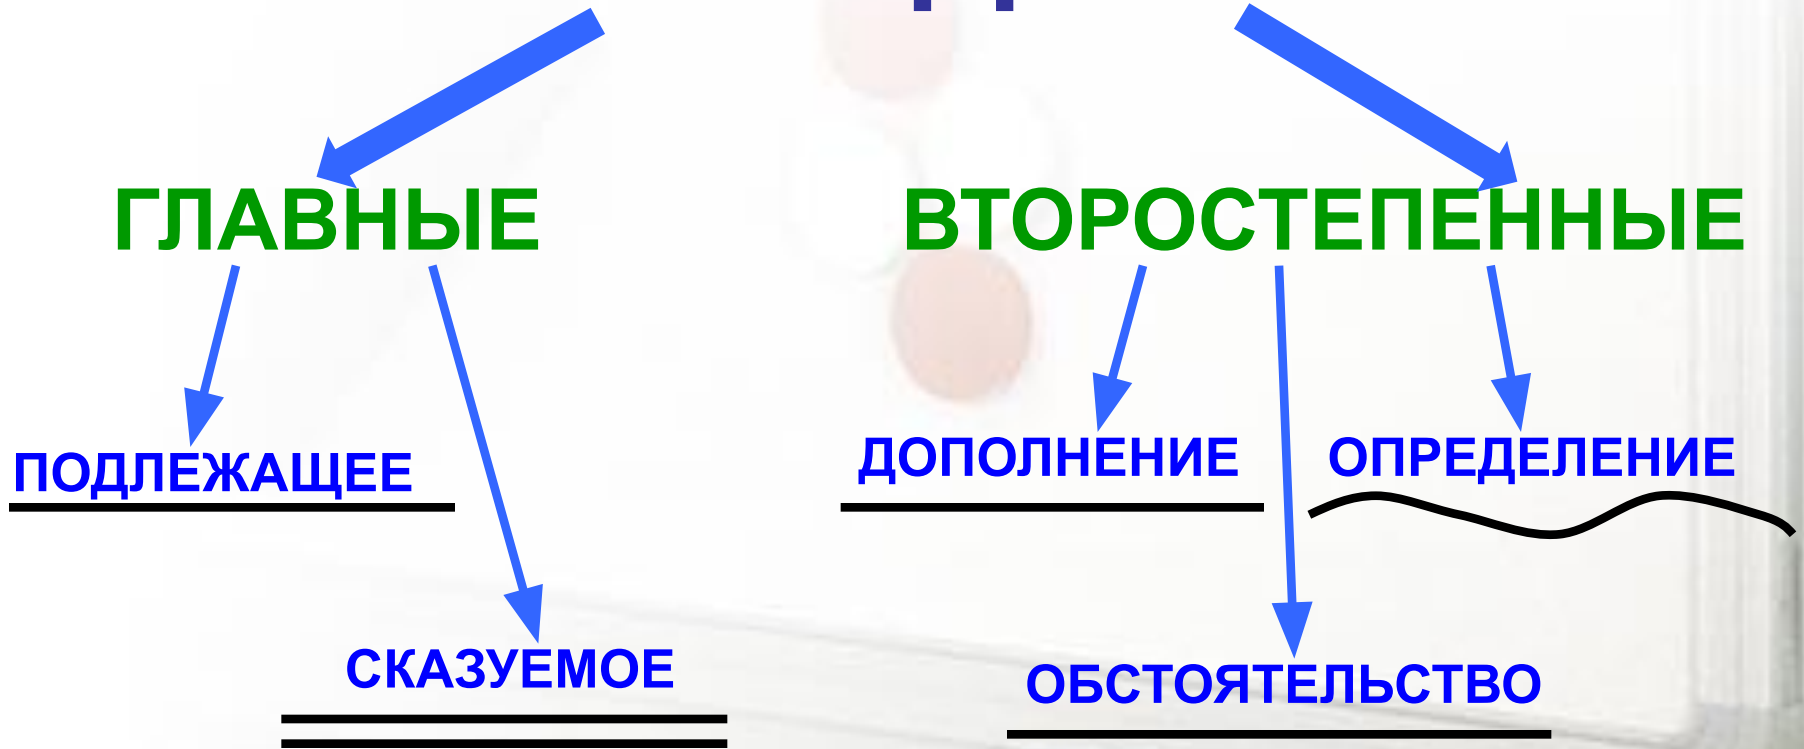 ГЛАВНЫЕ
ВТОРОСТЕПЕННЫЕ
ПОДЛЕЖАЩЕЕ
ДОПОЛНЕНИЕ
ОПРЕДЕЛЕНИЕ
СКАЗУЕМОЕ
ОБСТОЯТЕЛЬСТВО